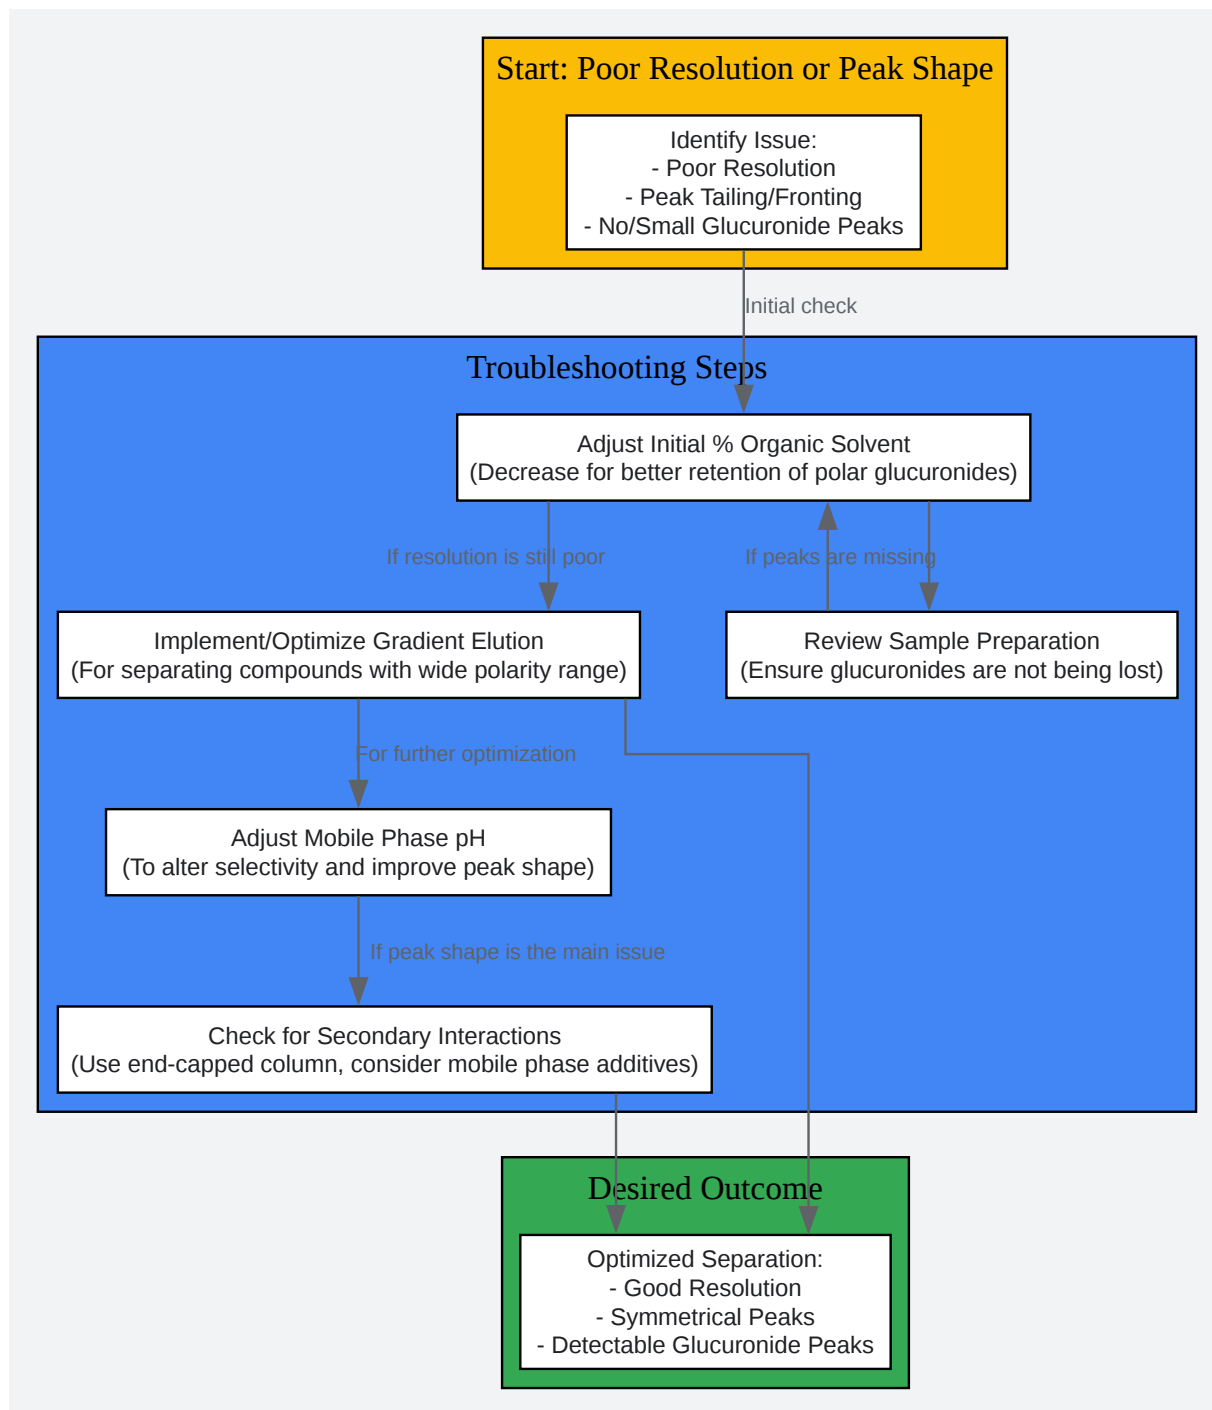 Start: Poor Resolution or Peak Shape
Identify Issue:
- Poor Resolution
- Peak Tailing/Fronting
- No/Small Glucuronide Peaks
Initial check
Troubleshooting Steps
Adjust Initial % Organic Solvent
(Decrease for better retention of polar glucuronides)
If resolution is still poor
If peaks are missing
Implement/Optimize Gradient Elution
(For separating compounds with wide polarity range)
Review Sample Preparation
(Ensure glucuronides are not being lost)
For further optimization
Adjust Mobile Phase pH
(To alter selectivity and improve peak shape)
If peak shape is the main issue
Check for Secondary Interactions
(Use end-capped column, consider mobile phase additives)
Desired Outcome
Optimized Separation:
- Good Resolution
- Symmetrical Peaks
- Detectable Glucuronide Peaks